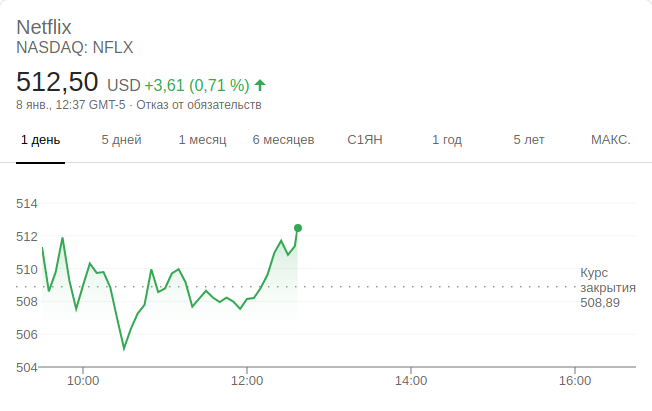 Netflix
NASDAQ: NFLX
512,50 USD +3,61 (0,71 %)
8 янв., 12:37 GMT-5 · Отказ от обязательств
1 день 5 дней 1 месяц 6 месяцев С1ЯН 1 год 5 лет МАКС.
514
512
510
508
506
504
Курс
закрытия
508,89
10:00 12:00 14:00 16:00